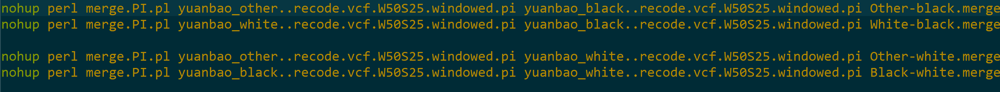 nohup perl merge.PI.pl yuanbao_other..recode.vcf.W50S25.windowed.pi yuanbao_black..recode.vcf.W50S25.windowed.pi Other-black.merge
nohup perl merge.PI.pl yuanbao_white..recode.vcf.W50S25.windowed.pi yuanbao_black..recode.vcf.W50S25.windowed.pi White-black.merge
nohup perl merge.PI.pl yuanbao_other..recode.vcf.W50S25.windowed.pi yuanbao_white..recode.vcf.W50S25.windowed.pi Other-white.merge
nohup perl merge.PI.pl yuanbao_black..recode.vcf.W50S25.windowed.pi yuanbao_white..recode.vcf.W50S25.windowed.pi Black-white.merge